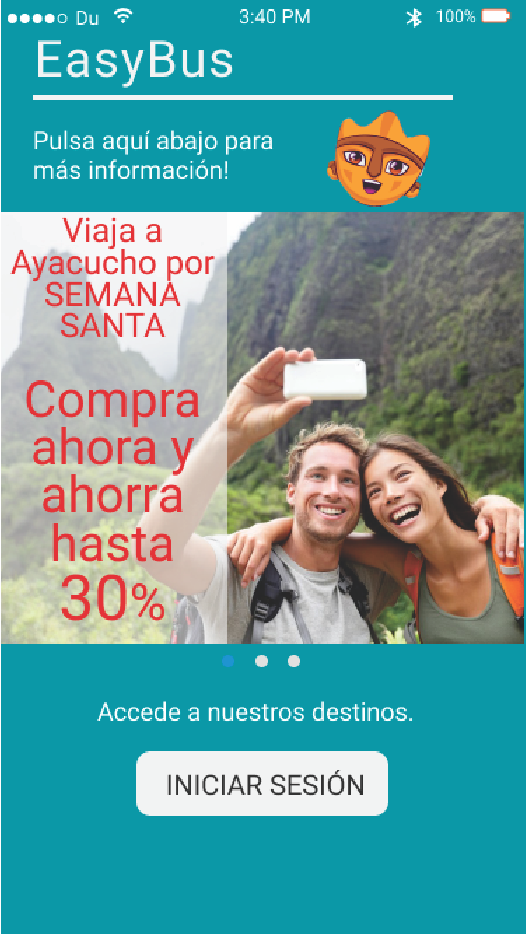 Du 3:40 PM 100%
EasyBus
Pulsa aquí abajo para
más información!
Viaja a
Ayacucho por
SEMANA
SANTA
Compra
ahora y
ahorra
hasta
30%
Accede a nuestros destinos.
INICIAR SESIÓN